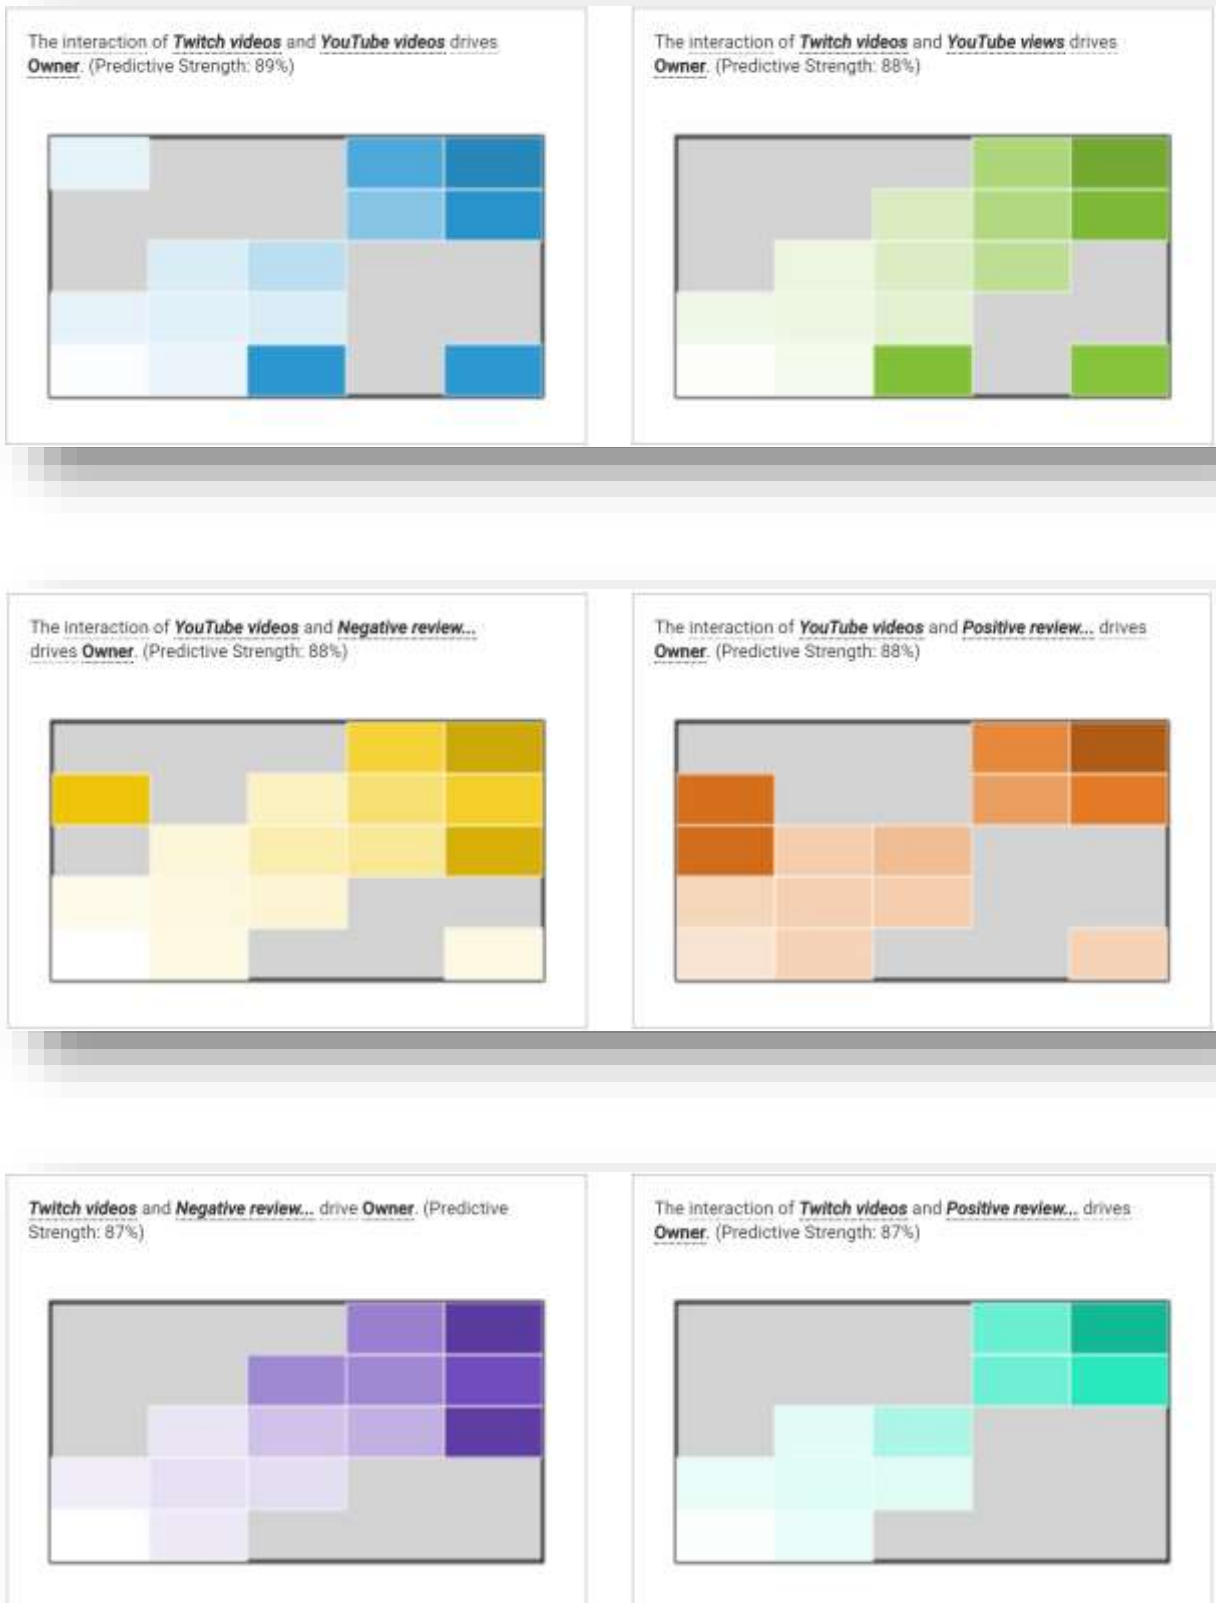 The interaction of Twitch videos and YouTube videos drives
Owner. (Predictive Strength: 89%)
The interaction of Twitch videos and YouTube views drives
Owner. (Predictive Strength: 88%)
The interaction of YouTube videos and Negative review...
drives Owner. (Predictive Strength: 88%)
The interaction of YouTube videos and Positive review... drives
Owner. (Predictive Strength: 88%)
Twitch videos and Negative review... drive Owner. (Predictive
Strength: 87%)
The interaction of Twitch videos and Positive review... drives
Owner. (Predictive Strength: 87%)